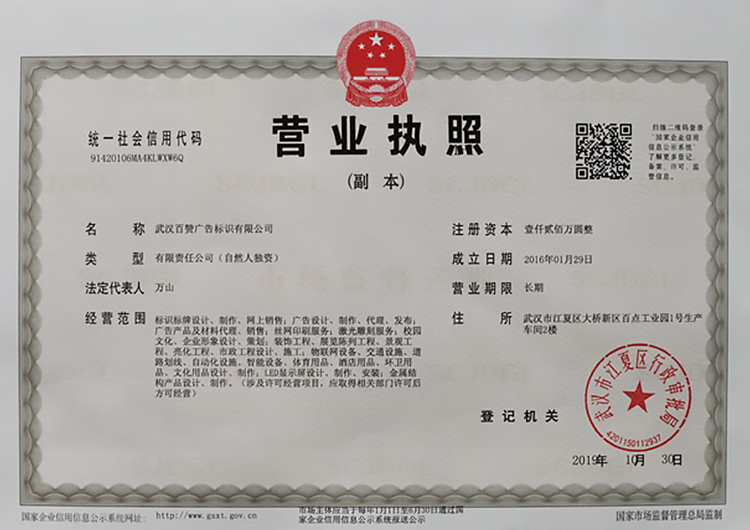 统一社会信用代码
91420106MA4KLWXW6Q
营业执照
(副 本)
扫描二维码登录
“国家企业信用
信息公示系统”
了解更多登记、
备案、许可、监
管信息。
名 称 武汉百赞广告标识有限公司
类 型 有限责任公司(自然人独资)
法定代表人 万山
经营范围 标识标牌设计、制作、网上销售;广告设计、制作、代理、发布;
广告产品及材料代理、销售;丝网印刷服务;激光雕刻服务;校园
文化、企业形象设计、策划;装饰工程、展览陈列工程、景观工
程、亮化工程、市政工程设计、施工;物联网设备、交通设施、道
路划线、自动化设施、智能设备、体育用品、酒店用品、环卫用
品、文化用品设计、制作;LED显示屏设计、制作、安装;金属结
构产品设计、制作。(涉及许可经营项目,应取得相关部门许可后
方可经营)
注册资本 壹仟贰佰万圆整
成立日期 2016年01月29日
营业期限 长期
住 所 武汉市江夏区大桥新区百点工业园1号生产
车间2楼
登记机关
武汉市江夏区行政审批局
4201150112937
2019年 10月 30日
国家企业信用信息公示系统网址: http://www.gsxt.gov.cn
市场主体应当于每年1月1日至6月30日通过国
家企业信用信息公示系统报送公示
国家市场监督管理总局监制